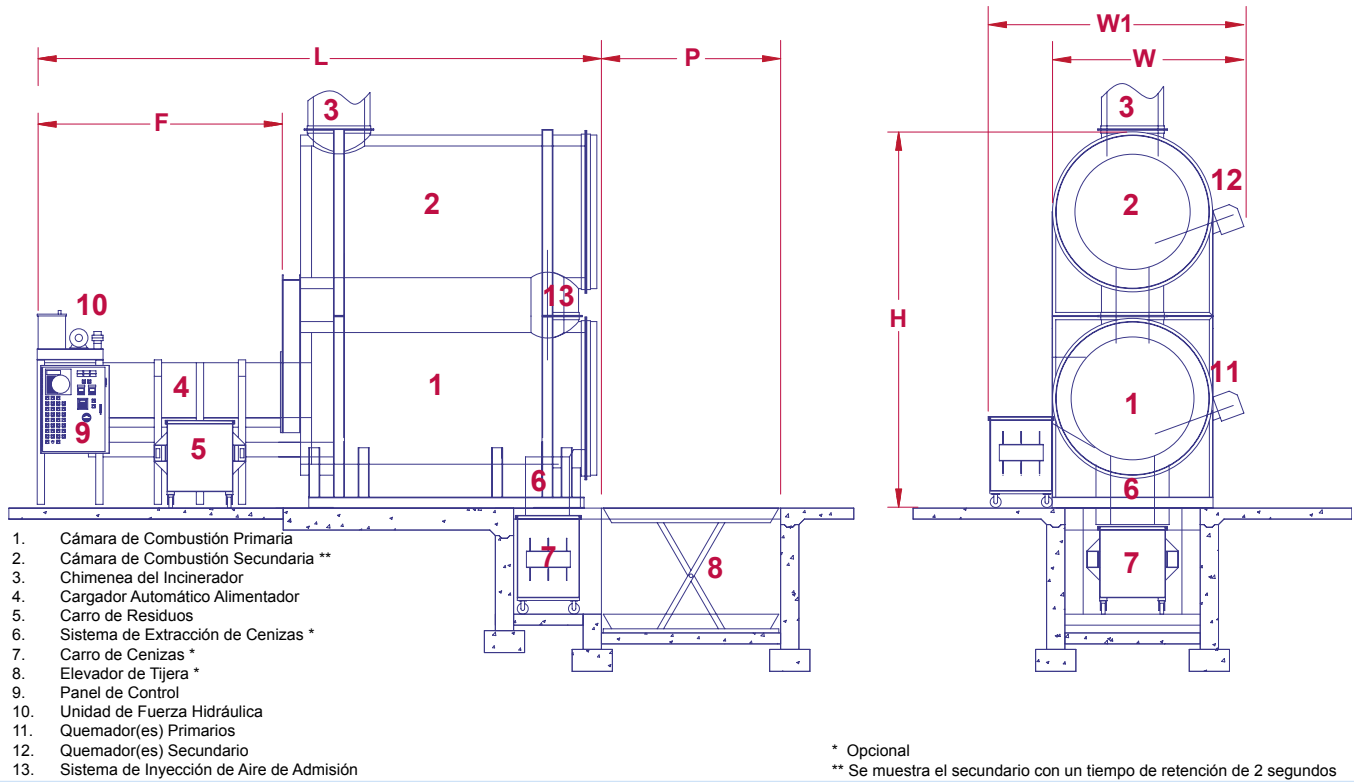 W1
L
P
W
3
3
F
12
2
2
13
10
H
4
1
11
1
9
5
6
6
7
8
7
1. Cámara de Combustión Primaria
2. Cámara de Combustión Secundaria **
3. Chimenea del Incinerador
4. Cargador Automático Alimentador
5. Carro de Residuos
6. Sistema de Extracción de Cenizas *
7. Carro de Cenizas *
8. Elevador de Tijera *
9. Panel de Control
10. Unidad de Fuerza Hidráulica
11. Quemador(es) Primarios
12. Quemador(es) Secundario
13. Sistema de Inyección de Aire de Admisión
* Opcional
** Se muestra el secundario con un tiempo de retención de 2 segundos